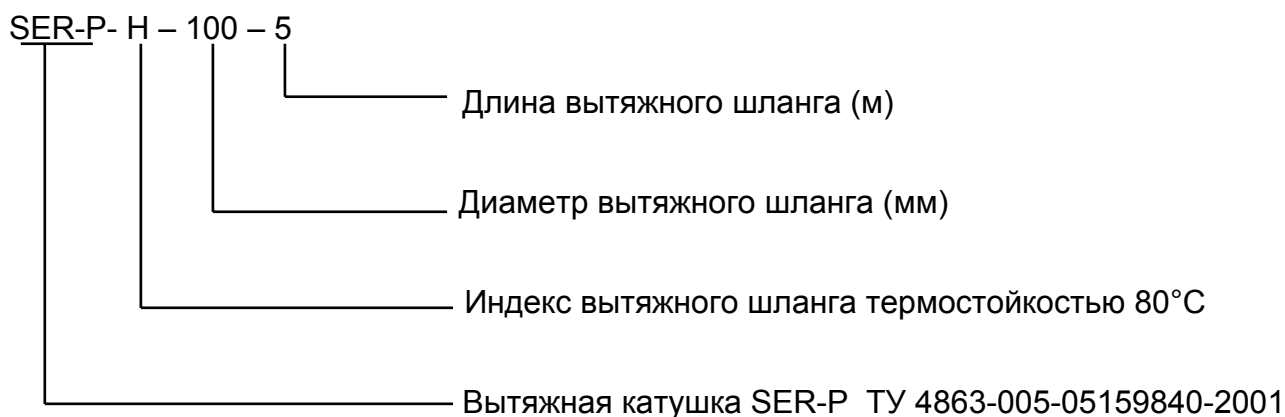 SER-P- H – 100 – 5
Длина вытяжного шланга (м)
Диаметр вытяжного шланга (мм)
Индекс вытяжного шланга термостойкостью 80°С
Вытяжная катушка SER-P ТУ 4863-005-05159840-2001